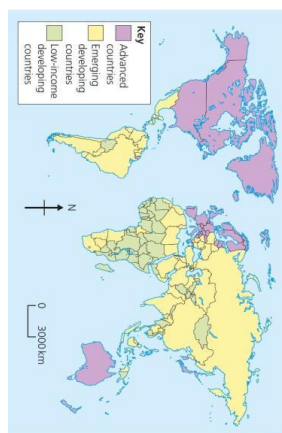 Key
Advanced
countries
Emerging
developing
countries
Low-income
developing
countries
N
0 3000 km